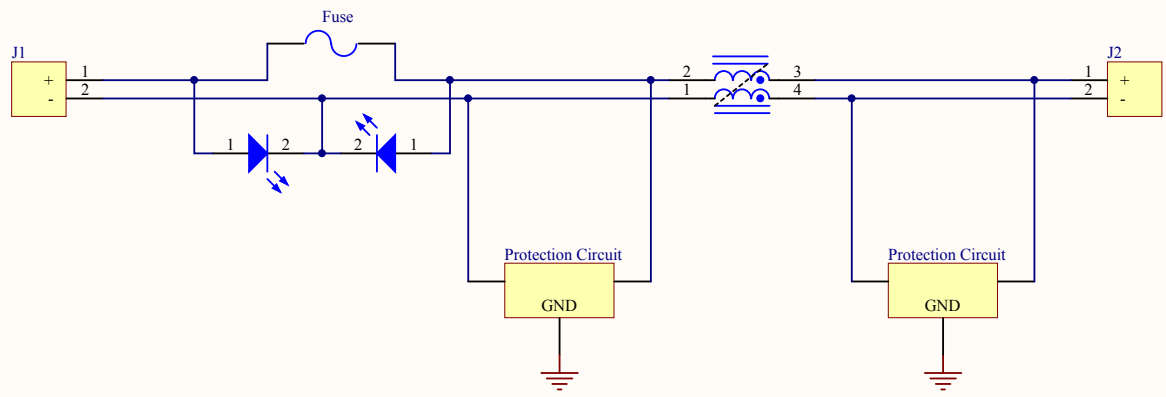 Fuse
J1
J2
+ 1
- 2
2 3
1 4
1 +
2 -
1 2 2 1
Protection Circuit
Protection Circuit
GND
GND